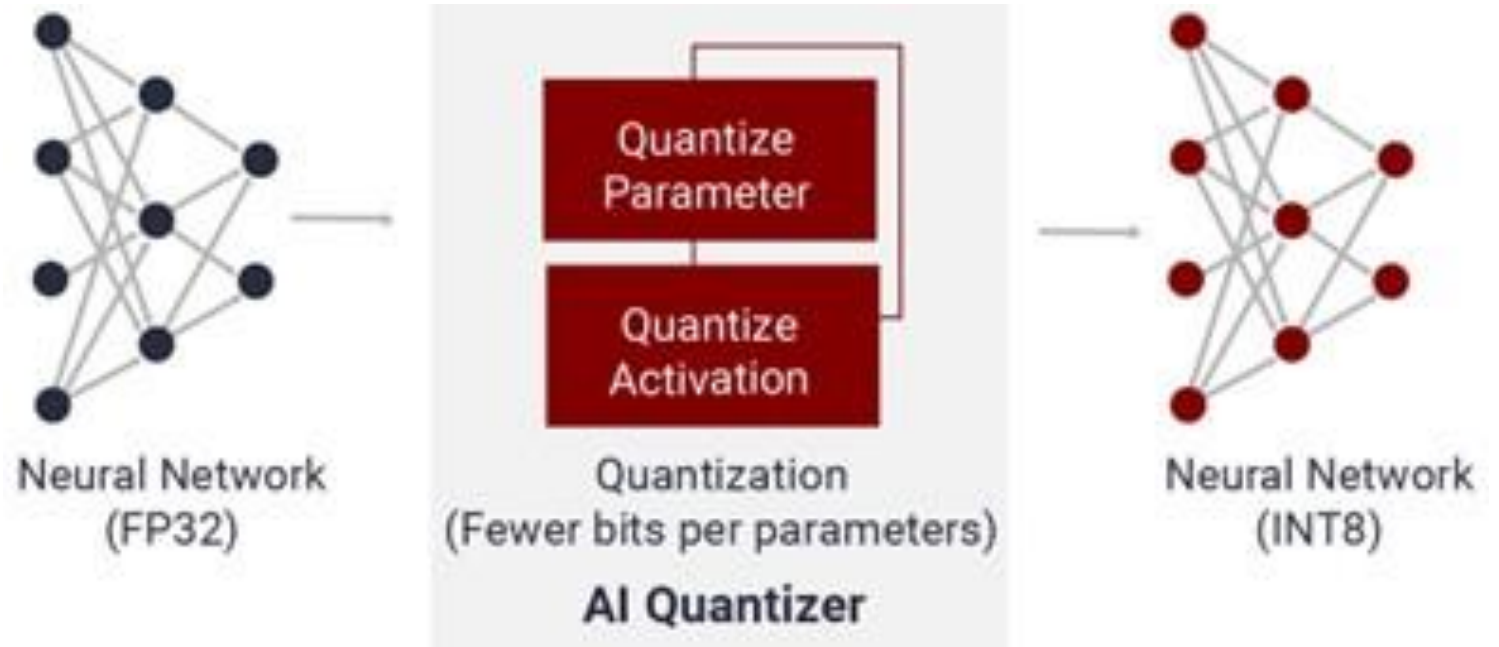 Quantize
Parameter
Quantize
Activation
Neural Network
(FP32)
Quantization
(Fewer bits per parameters)
AI Quantizer
Neural Network
(INT8)